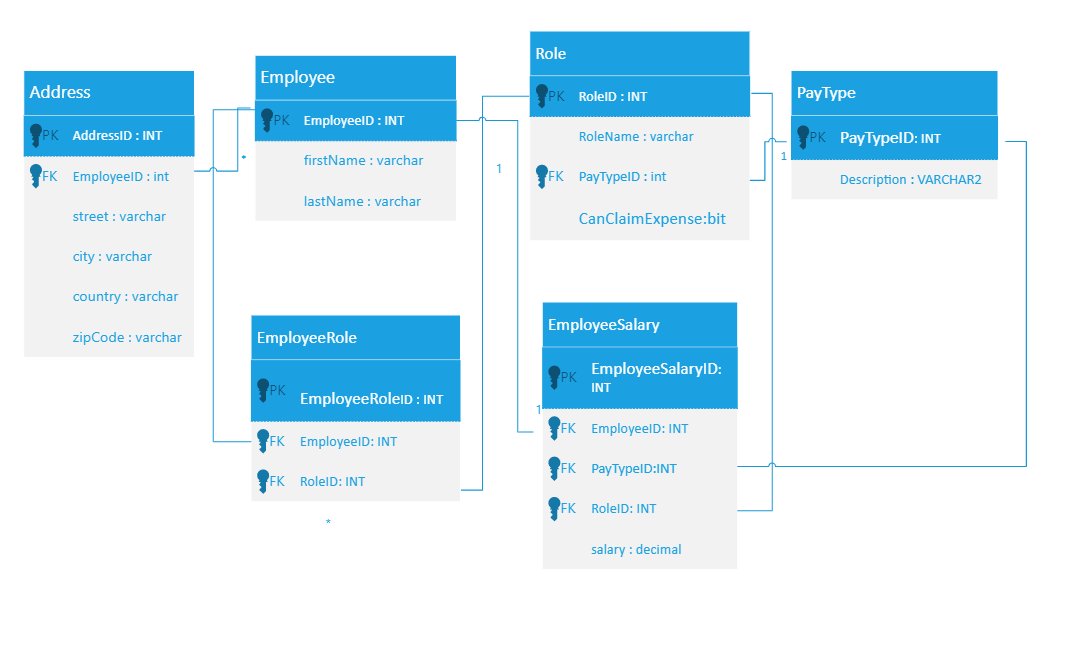 Address
PK AddressID : INT
FK EmployeeID : int
street : varchar
city : varchar
country : varchar
zipCode : varchar
*
Employee
PK EmployeeID : INT
firstName : varchar
lastName : varchar
1
Role
PK RoleID : INT
RoleName : varchar
FK PayTypeID : int
CanClaimExpense:bit
1
PayType
PK PayTypeID: INT
Description : VARCHAR2
EmployeeRole
PK EmployeeRoleID : INT
FK EmployeeID: INT
FK RoleID: INT
*
EmployeeSalary
PK EmployeeSalaryID:
INT
1
FK EmployeeID: INT
FK PayTypeID:INT
FK RoleID: INT
salary : decimal